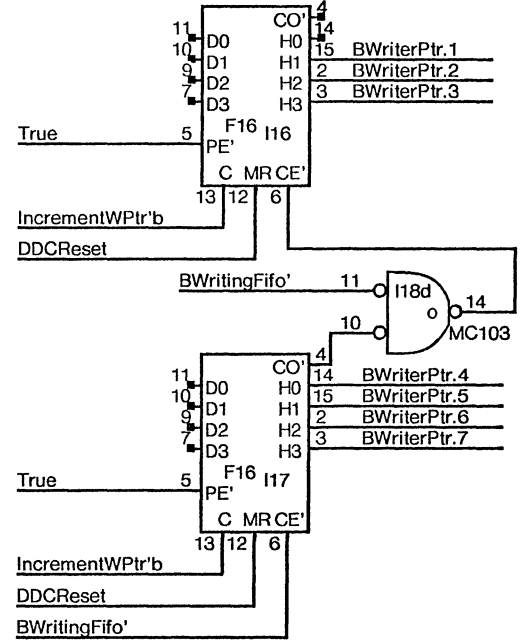 4
CO'
11 D0 H0 14
10 D1 H1 15 BWriterPtr.1
9 D2 H2 2 BWriterPtr.2
7 D3 H3 3 BWriterPtr.3
F16 I16
True 5 PE'
C MR CE'
13 12 6
IncrementWPtr'b
DDCReset
BWritingFifo' 11 I18d
o 14
10 MC103
4
CO'
11 D0 H0 14 BWriterPtr.4
10 D1 H1 15 BWriterPtr.5
9 D2 H2 2 BWriterPtr.6
7 D3 H3 3 BWriterPtr.7
F16 I17
True 5 PE'
C MR CE'
13 12 6
IncrementWPtr'b
DDCReset
BWritingFifo'